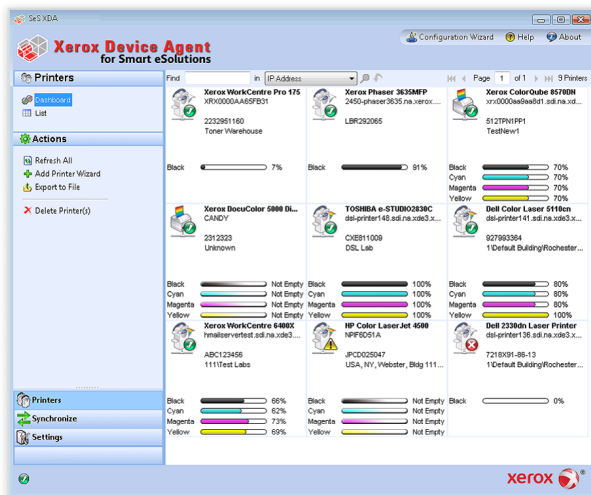 SeS XDA
Xerox Device Agent
for Smart eSolutions
Configuration Wizard Help About
Printers
Dashboard
List
Actions
Refresh All
Add Printer Wizard
Export to File
Delete Printer(s)
Printers
Synchronize
Settings
Find in IP Address Page 1 of 1 9 Printers
Xerox WorkCentre Pro 175
XRX0000AA65FB31
2232951160
Toner Warehouse
Black 7%
Xerox Phaser 3635MFP
2450-phaser3635.na.xerox....
LBR292065
Black 91%
Xerox ColorQube 8570DN
xrx0000aa9aa8d1.sdi.na.xd...
512TPN1PP1
TestNew1
Black 70%
Cyan 70%
Magenta 70%
Yellow 70%
Xerox DocuColor 5000 Di...
CANDY
2312323
Unknown
Black Not Empty
Cyan Not Empty
Magenta Not Empty
Yellow Not Empty
TOSHIBA e-STUDIO2830C
dsl-printer148.sdi.na.xde3.x...
CXE811009
DSL Lab
Black 100%
Cyan 100%
Magenta 100%
Yellow 100%
Dell Color Laser 5110cn
dsl-printer141.sdi.na.xde3.x...
927993364
1'Default Building\Rochester...
Black 80%
Cyan 80%
Magenta 80%
Yellow 100%
Xerox WorkCentre 6400X
hmailservertest.sdi.na.xde3....
ABC123456
1111\Test Labs
Black 66%
Cyan 62%
Magenta 73%
Yellow 69%
HP Color LaserJet 4500
NPIF6D51A
JPCD025047
USA, NY, Webster, Bldg 111...
Black Not Empty
Cyan Not Empty
Magenta Not Empty
Yellow Not Empty
Dell 2330dn Laser Printer
dsl-printer136.sdi.na.xde3.x...
7218X91-86-13
1'Default Building\Rochester...
Black 0%
xerox